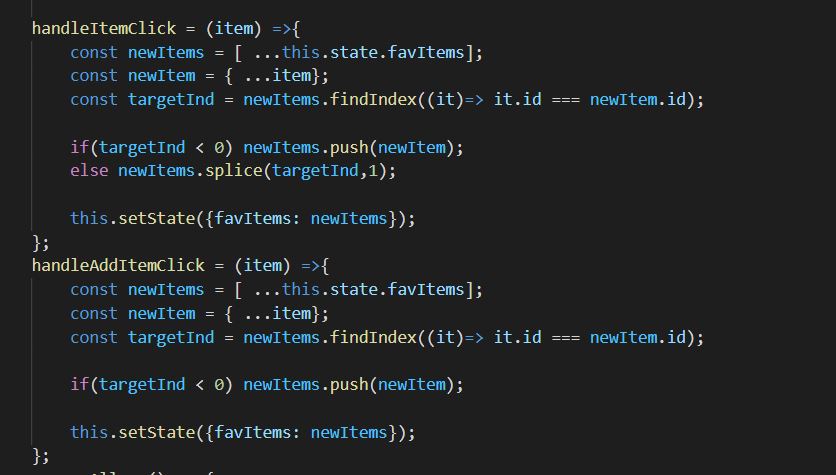 handleItemClick = (item) =>{
const newItems = [ ...this.state.favItems];
const newItem = { ...item};
const targetInd = newItems.findIndex((it)=> it.id === newItem.id);
if(targetInd < 0) newItems.push(newItem);
else newItems.splice(targetInd,1);
this.setState({favItems: newItems});
};
handleAddItemClick = (item) =>{
const newItems = [ ...this.state.favItems];
const newItem = { ...item};
const targetInd = newItems.findIndex((it)=> it.id === newItem.id);
if(targetInd < 0) newItems.push(newItem);
this.setState({favItems: newItems});
};